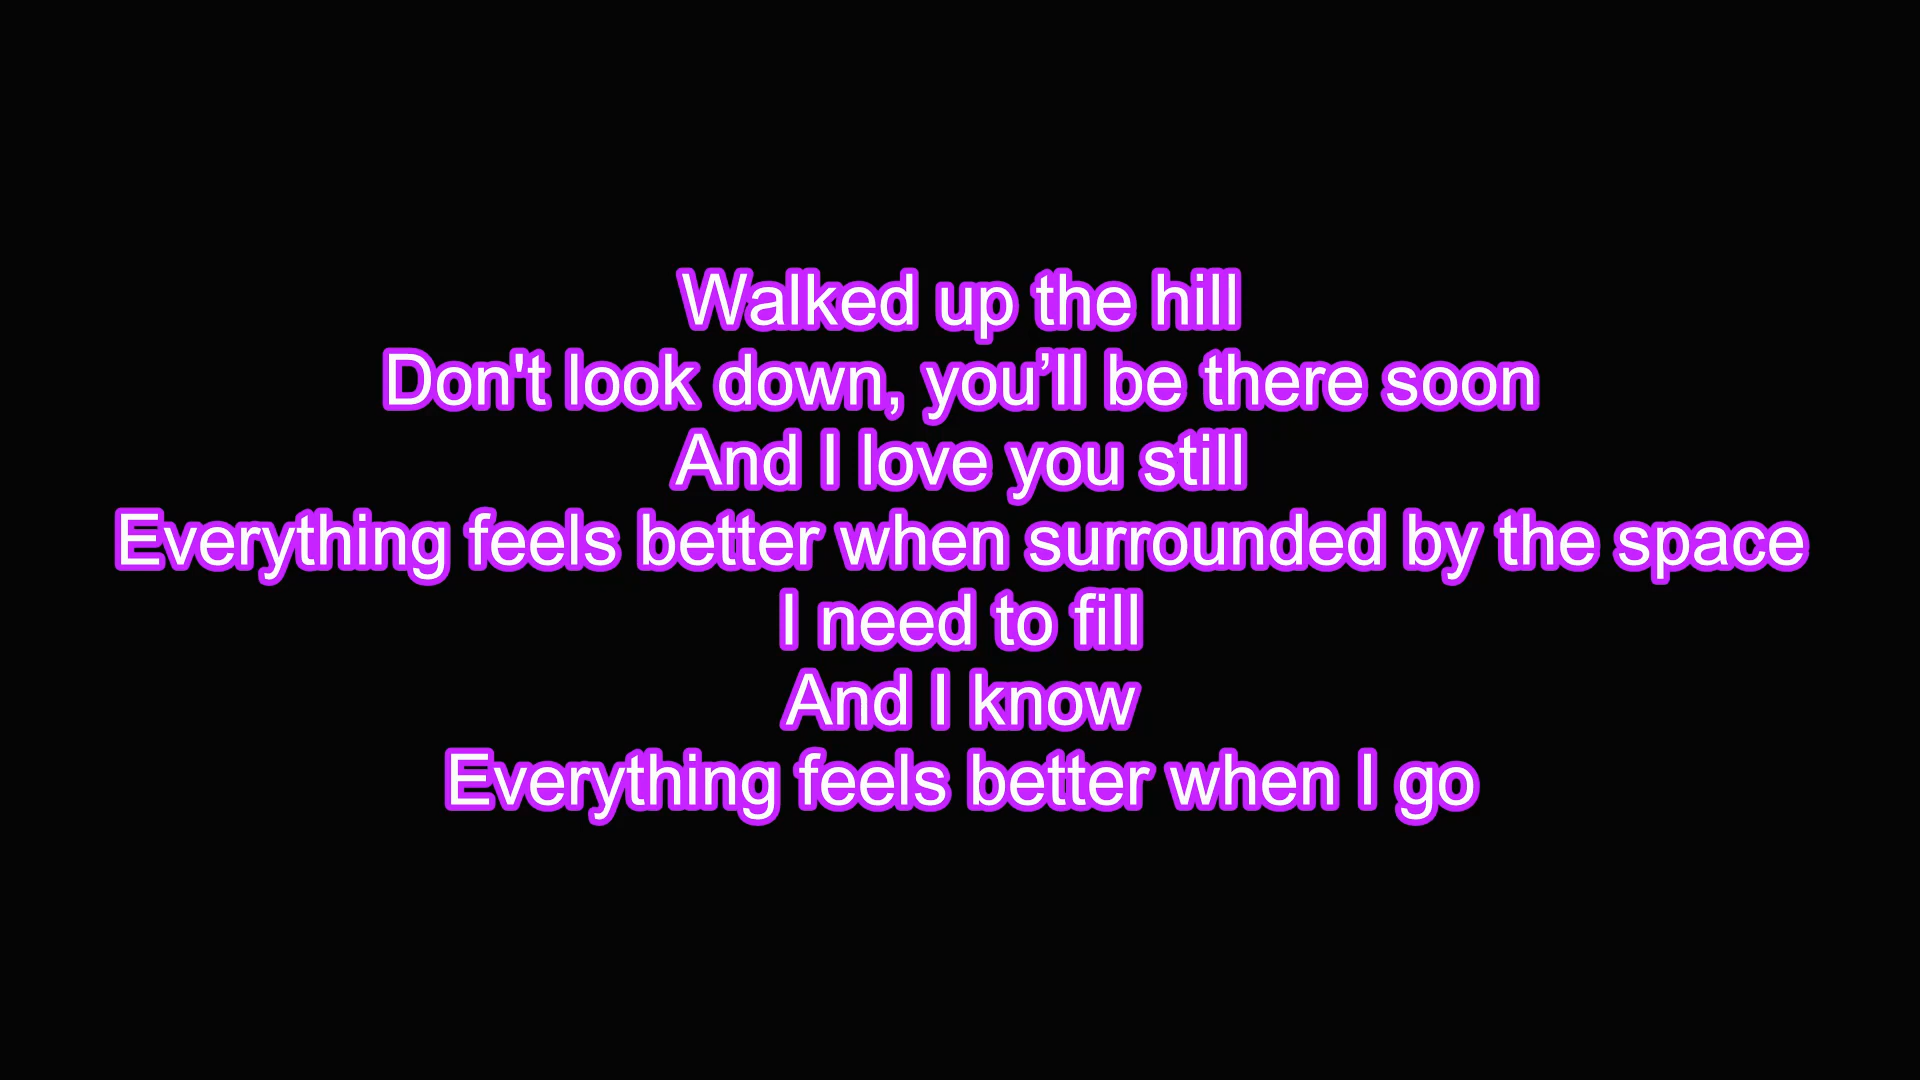 Walked up the hill
Don't look down, you’ll be there soon
And I love you still
Everything feels better when surrounded by the space
I need to fill
And I know
Everything feels better when I go